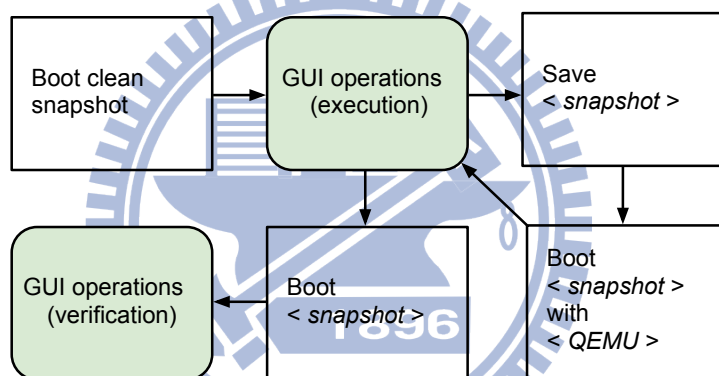 Boot clean
snapshot
GUI operations
(execution)
Save
< snapshot >
GUI operations
(verification)
Boot
< snapshot >
Boot
< snapshot >
with
< QEMU >
1896